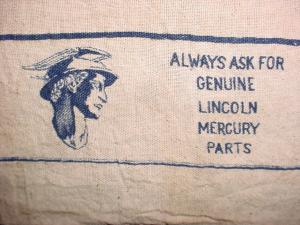 ALWAYS ASK FOR
GENUINE
LINCOLN
MERCURY
PARTS